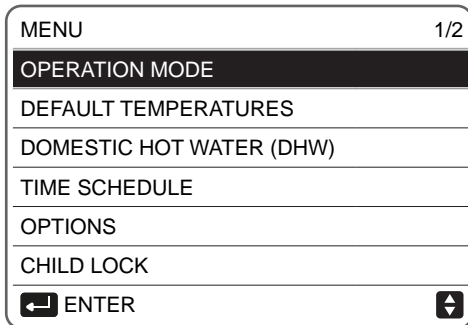 MENU 1/2
OPERATION MODE
DEFAULT TEMPERATURES
DOMESTIC HOT WATER (DHW)
TIME SCHEDULE
OPTIONS
CHILD LOCK
ENTER